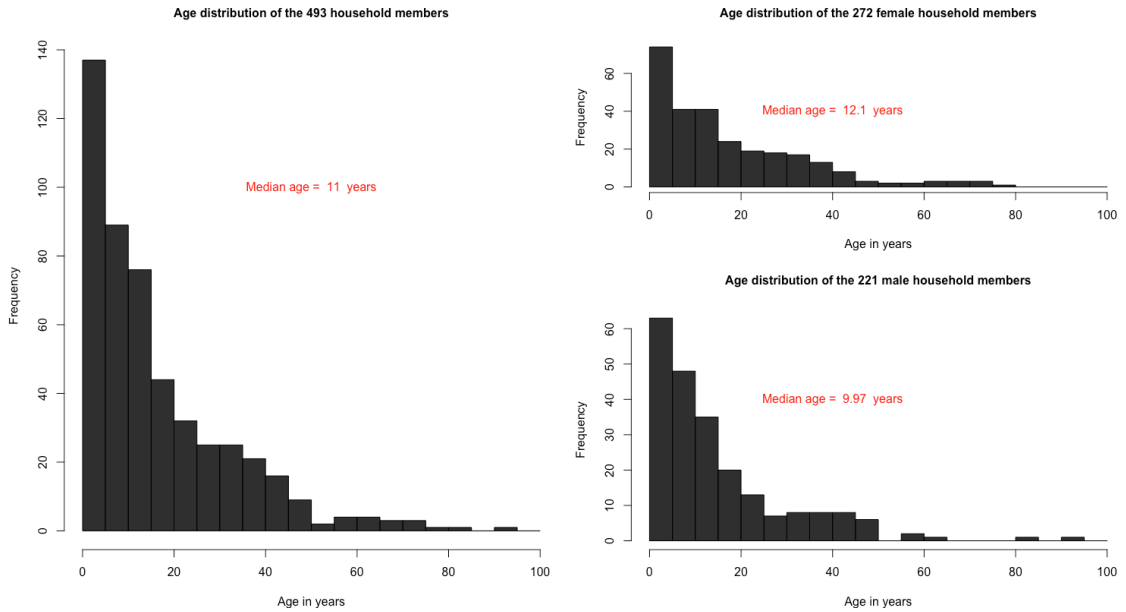 Age distribution of the 493 household members
140
120
100
80
60
40
20
0
Frequency
Median age = 11 years
0 20 40 60 80 100
Age in years
Age distribution of the 272 female household members
60
40
20
0
Frequency
Median age = 12.1 years
0 20 40 60 80 100
Age in years
Age distribution of the 221 male household members
60
50
40
30
20
10
0
Frequency
Median age = 9.97 years
0 20 40 60 80 100
Age in years